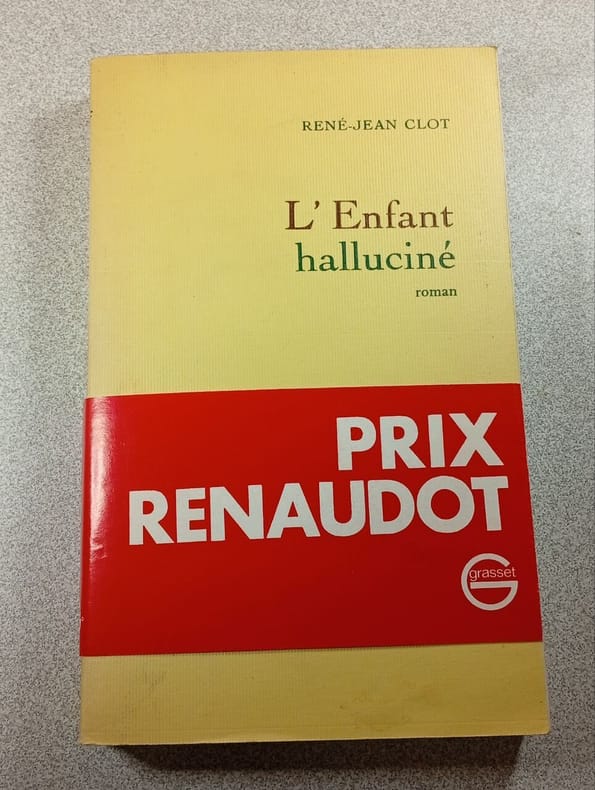 RENÉ-JEAN CLOT
L' Enfant
halluciné
roman
PRIX
RENAUDOT
grasset